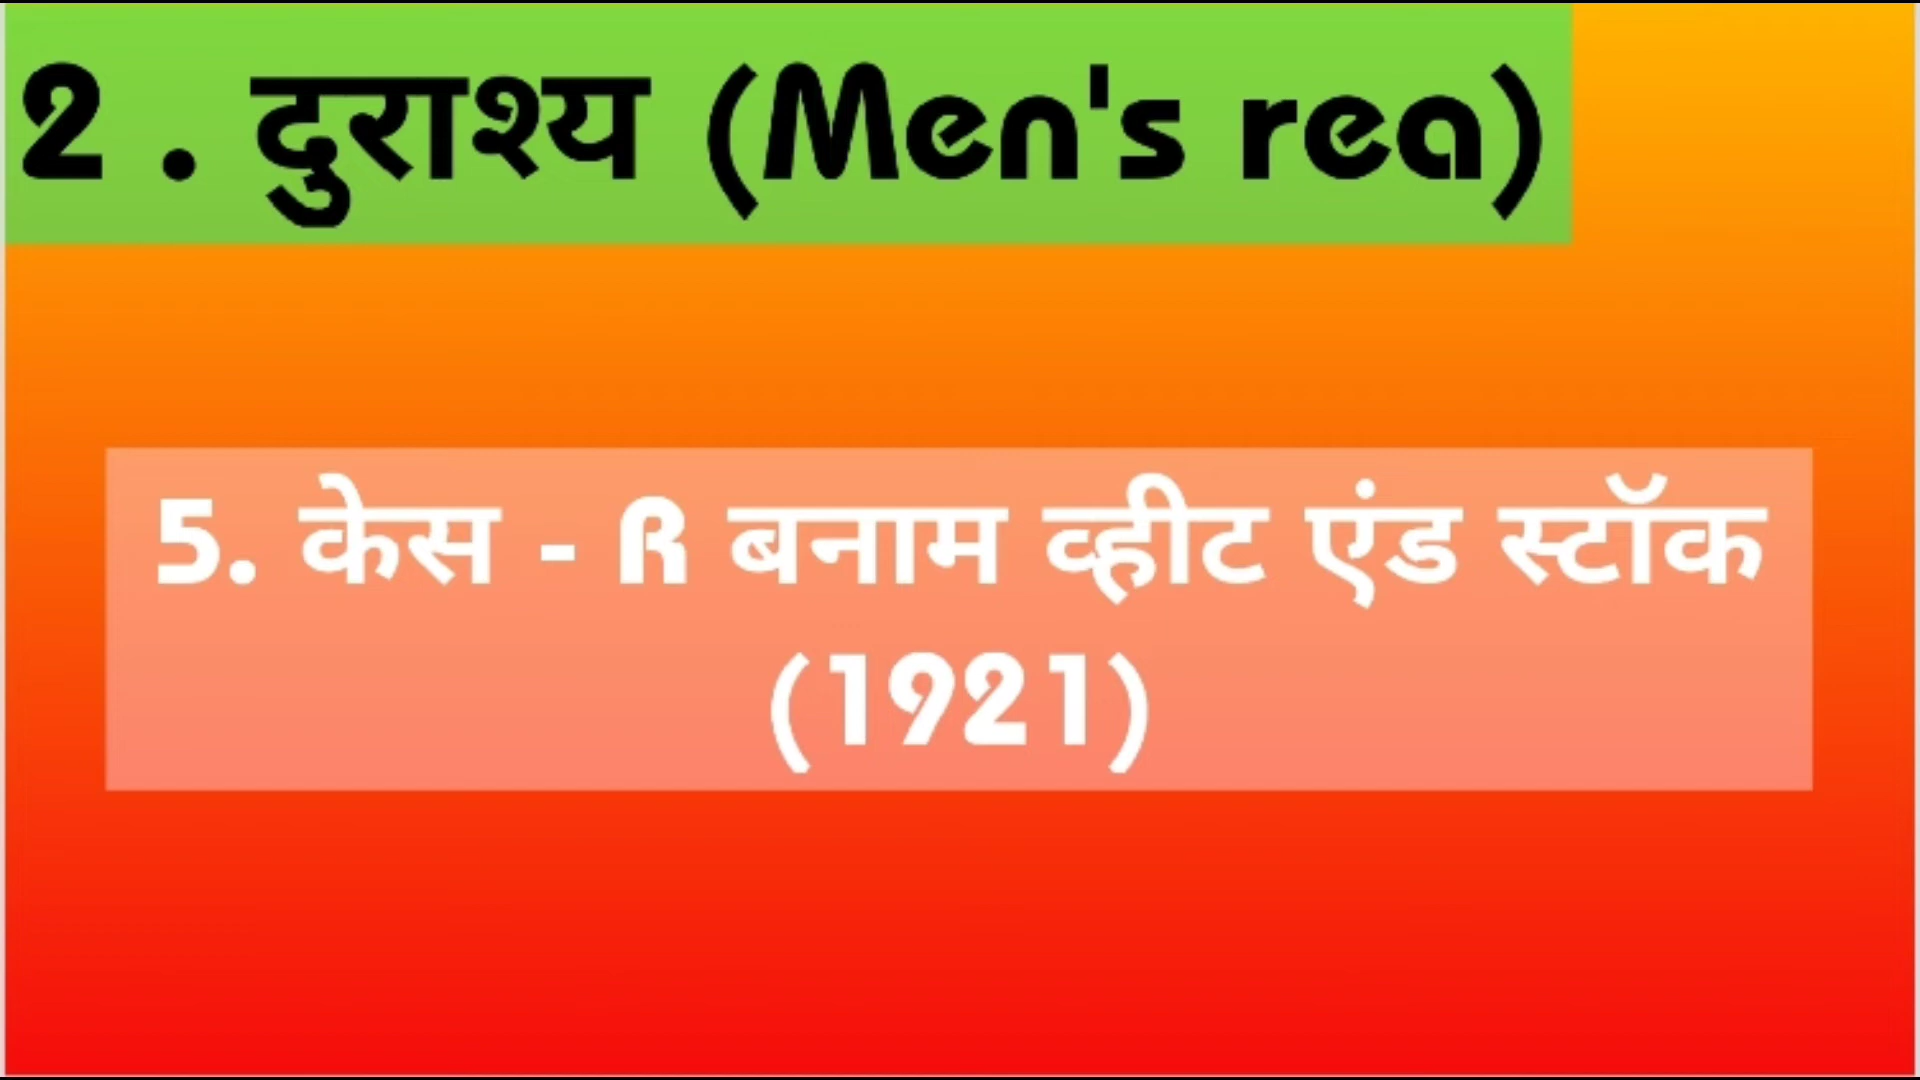 2 . दुराश्य (Men's rea)
5. केस - R बनाम व्हीट एंड स्टॉक
(1921)